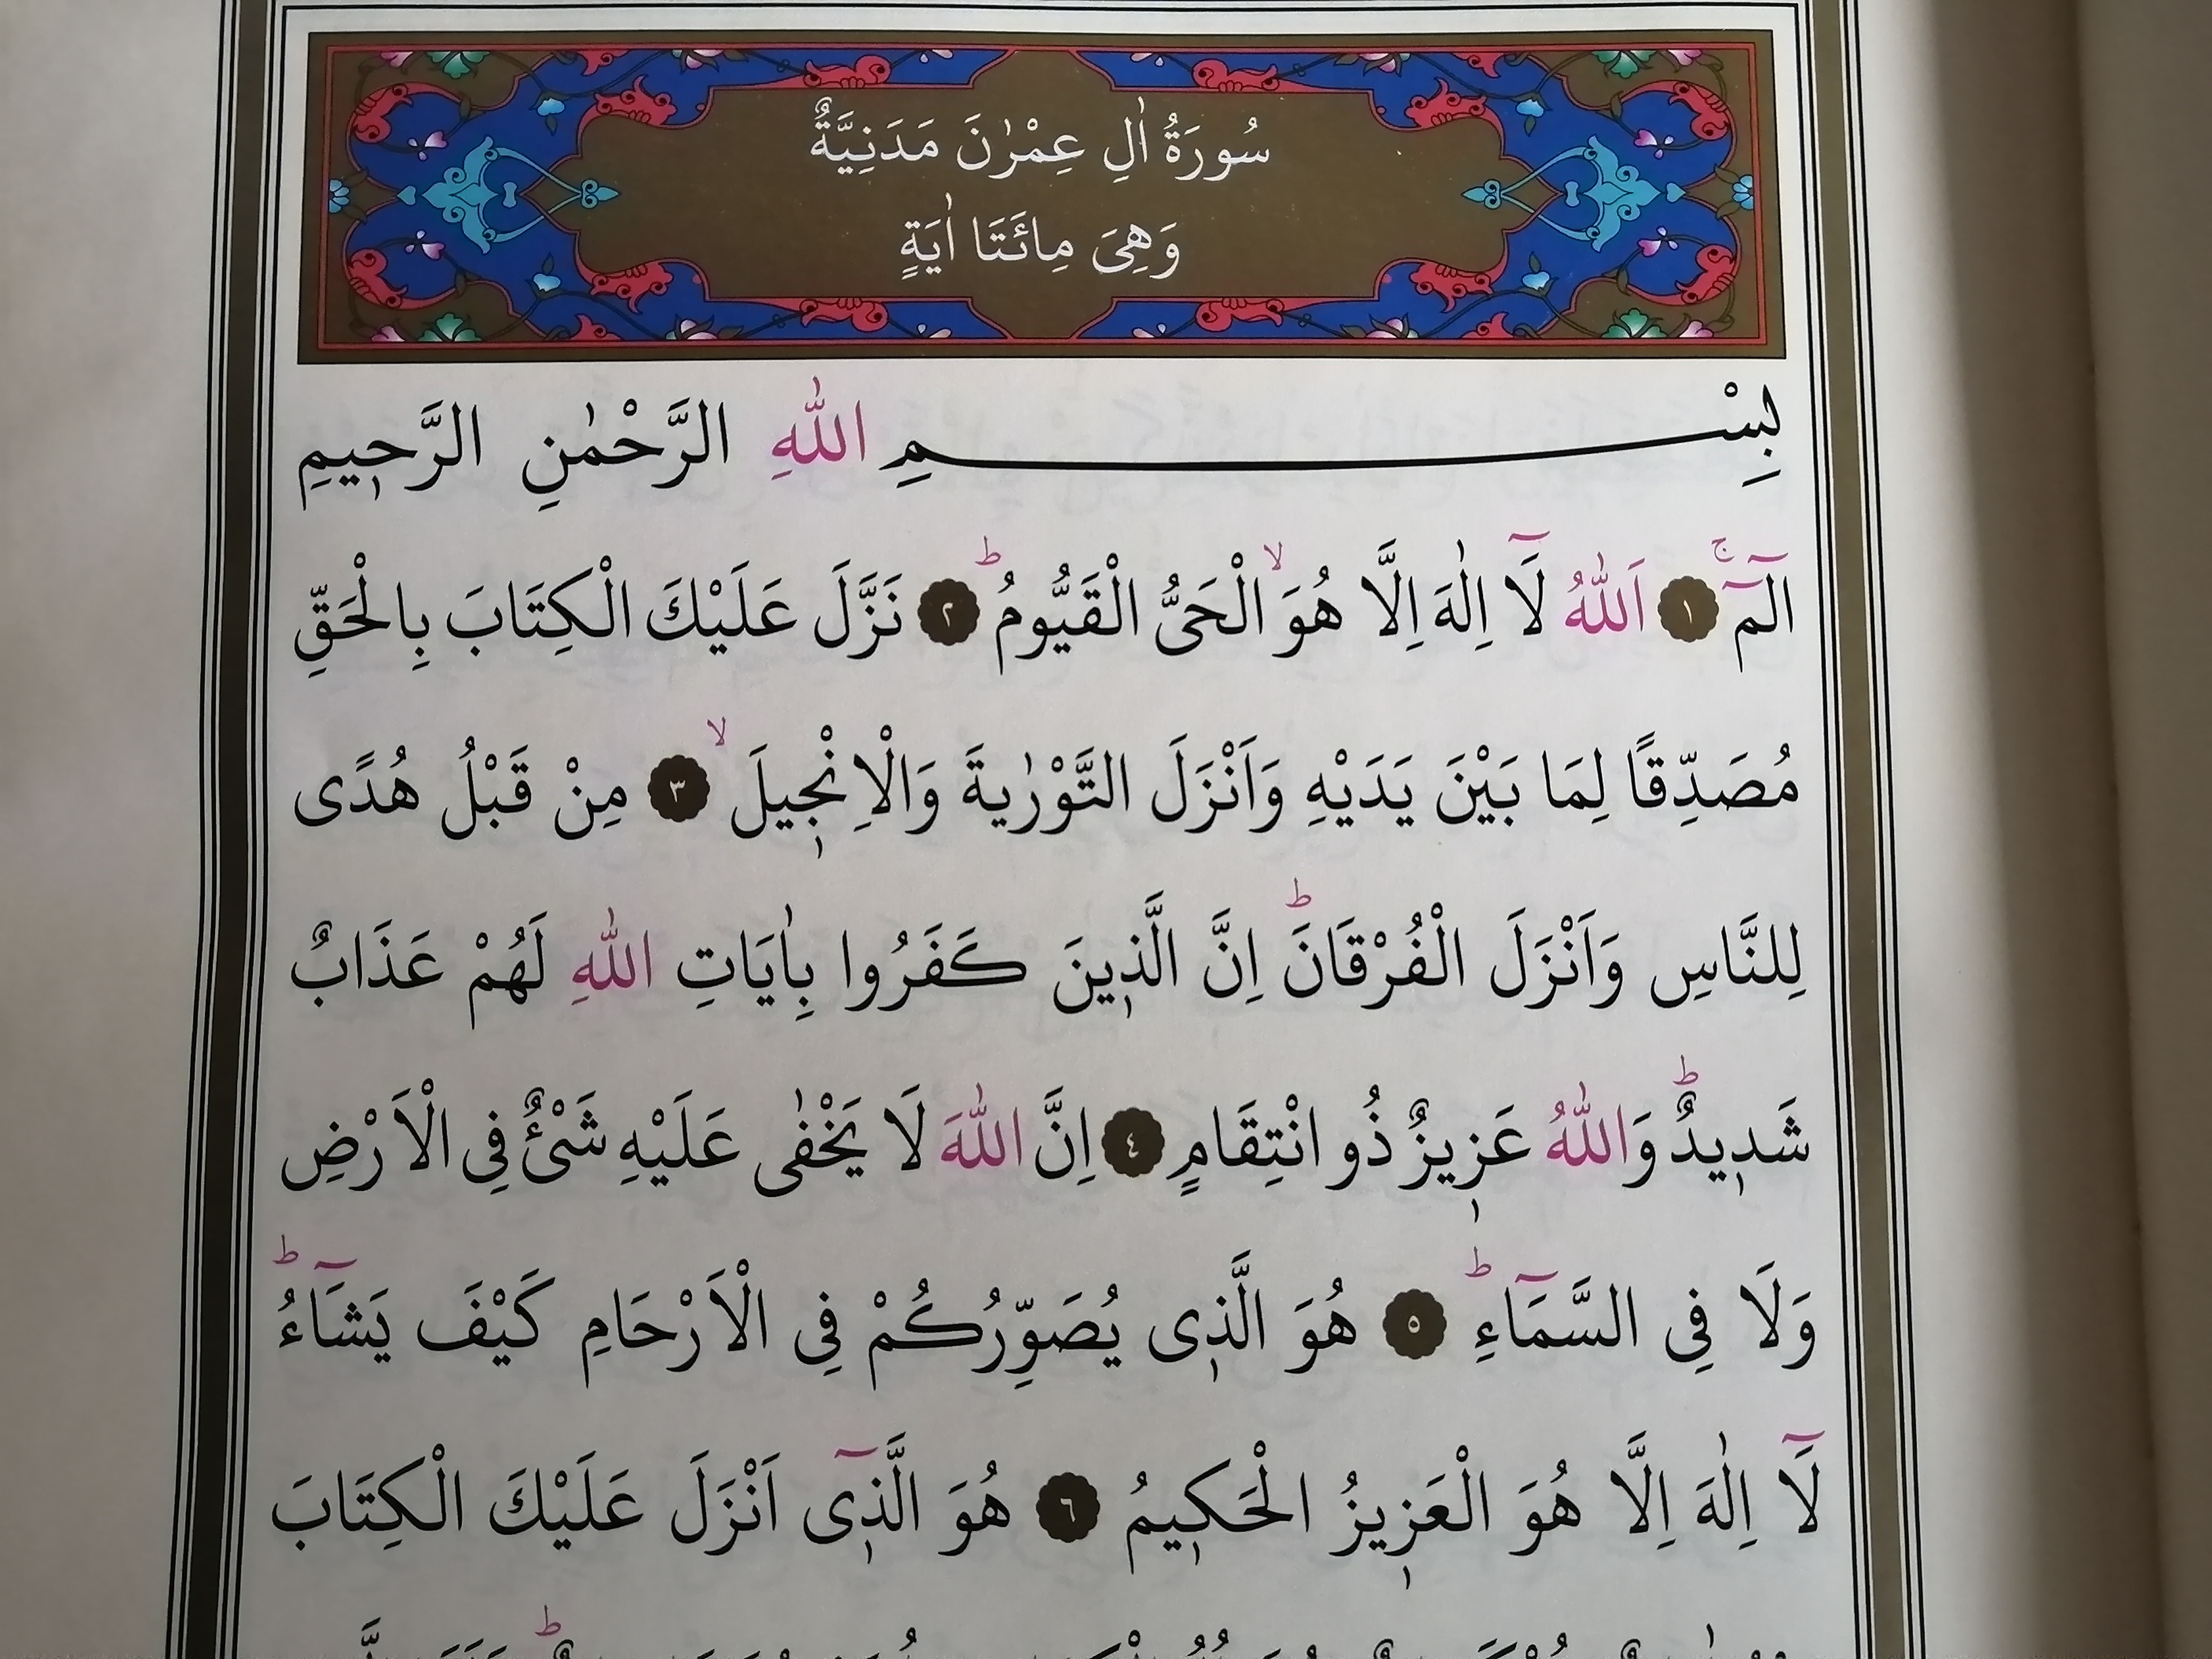 سُورَةُ اٰلِ عِمْرٰنَ مَدَنِيَّةٌ
وَهِىَ مِائَتَا اٰيَةٍ
بِسْمِ اللّٰهِ الرَّحْمٰنِ الرَّحٖيمِ
الٓمٓۚ ﴿١﴾ اَللّٰهُ لَٓا اِلٰهَ اِلَّا هُوَۙ الْحَىُّ الْقَيُّومُؕ ﴿٢﴾ نَزَّلَ عَلَيْكَ الْكِتَابَ بِالْحَقِّ
مُصَدِّقًا لِمَا بَيْنَ يَدَيْهِ وَاَنْزَلَ التَّوْرٰيةَ وَالْاِنْجٖيلَۙ ﴿٣﴾ مِنْ قَبْلُ هُدًى
لِلنَّاسِ وَاَنْزَلَ الْفُرْقَانَؕ اِنَّ الَّذٖينَ كَفَرُوا بِاٰيَاتِ اللّٰهِ لَهُمْ عَذَابٌ
شَدٖيدٌؕ وَاللّٰهُ عَزٖيزٌ ذُو انْتِقَامٍ ﴿٤﴾ اِنَّ اللّٰهَ لَا يَخْفٰى عَلَيْهِ شَىْءٌ فِى الْاَرْضِ
وَلَا فِى السَّمَٓاءِؕ ﴿٥﴾ هُوَ الَّذٖى يُصَوِّرُكُمْ فِى الْاَرْحَامِ كَيْفَ يَشَٓاءُؕ
لَٓا اِلٰهَ اِلَّا هُوَ الْعَزٖيزُ الْحَكٖيمُ ﴿٦﴾ هُوَ الَّذٖٓى اَنْزَلَ عَلَيْكَ الْكِتَابَ